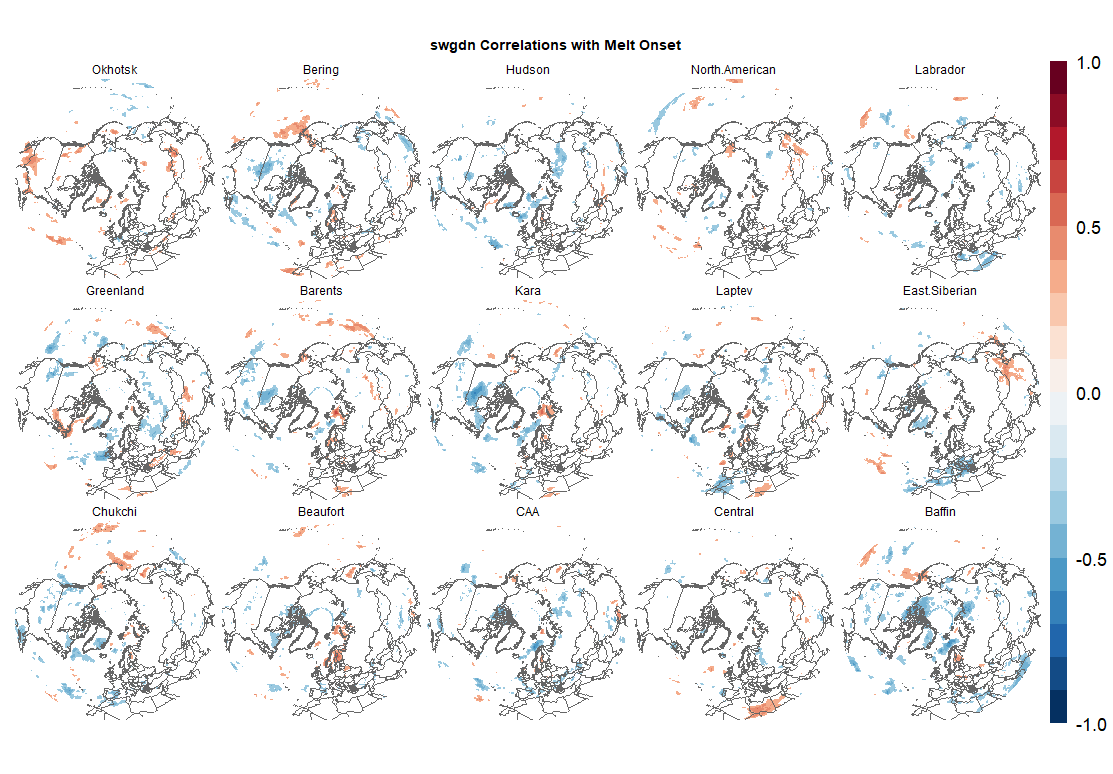 swgdn Correlations with Melt Onset
Okhotsk
Bering
Hudson
North.American
Labrador
Greenland
Barents
Kara
Laptev
East.Siberian
Chukchi
Beaufort
CAA
Central
Baffin
1.0
0.5
0.0
-0.5
-1.0